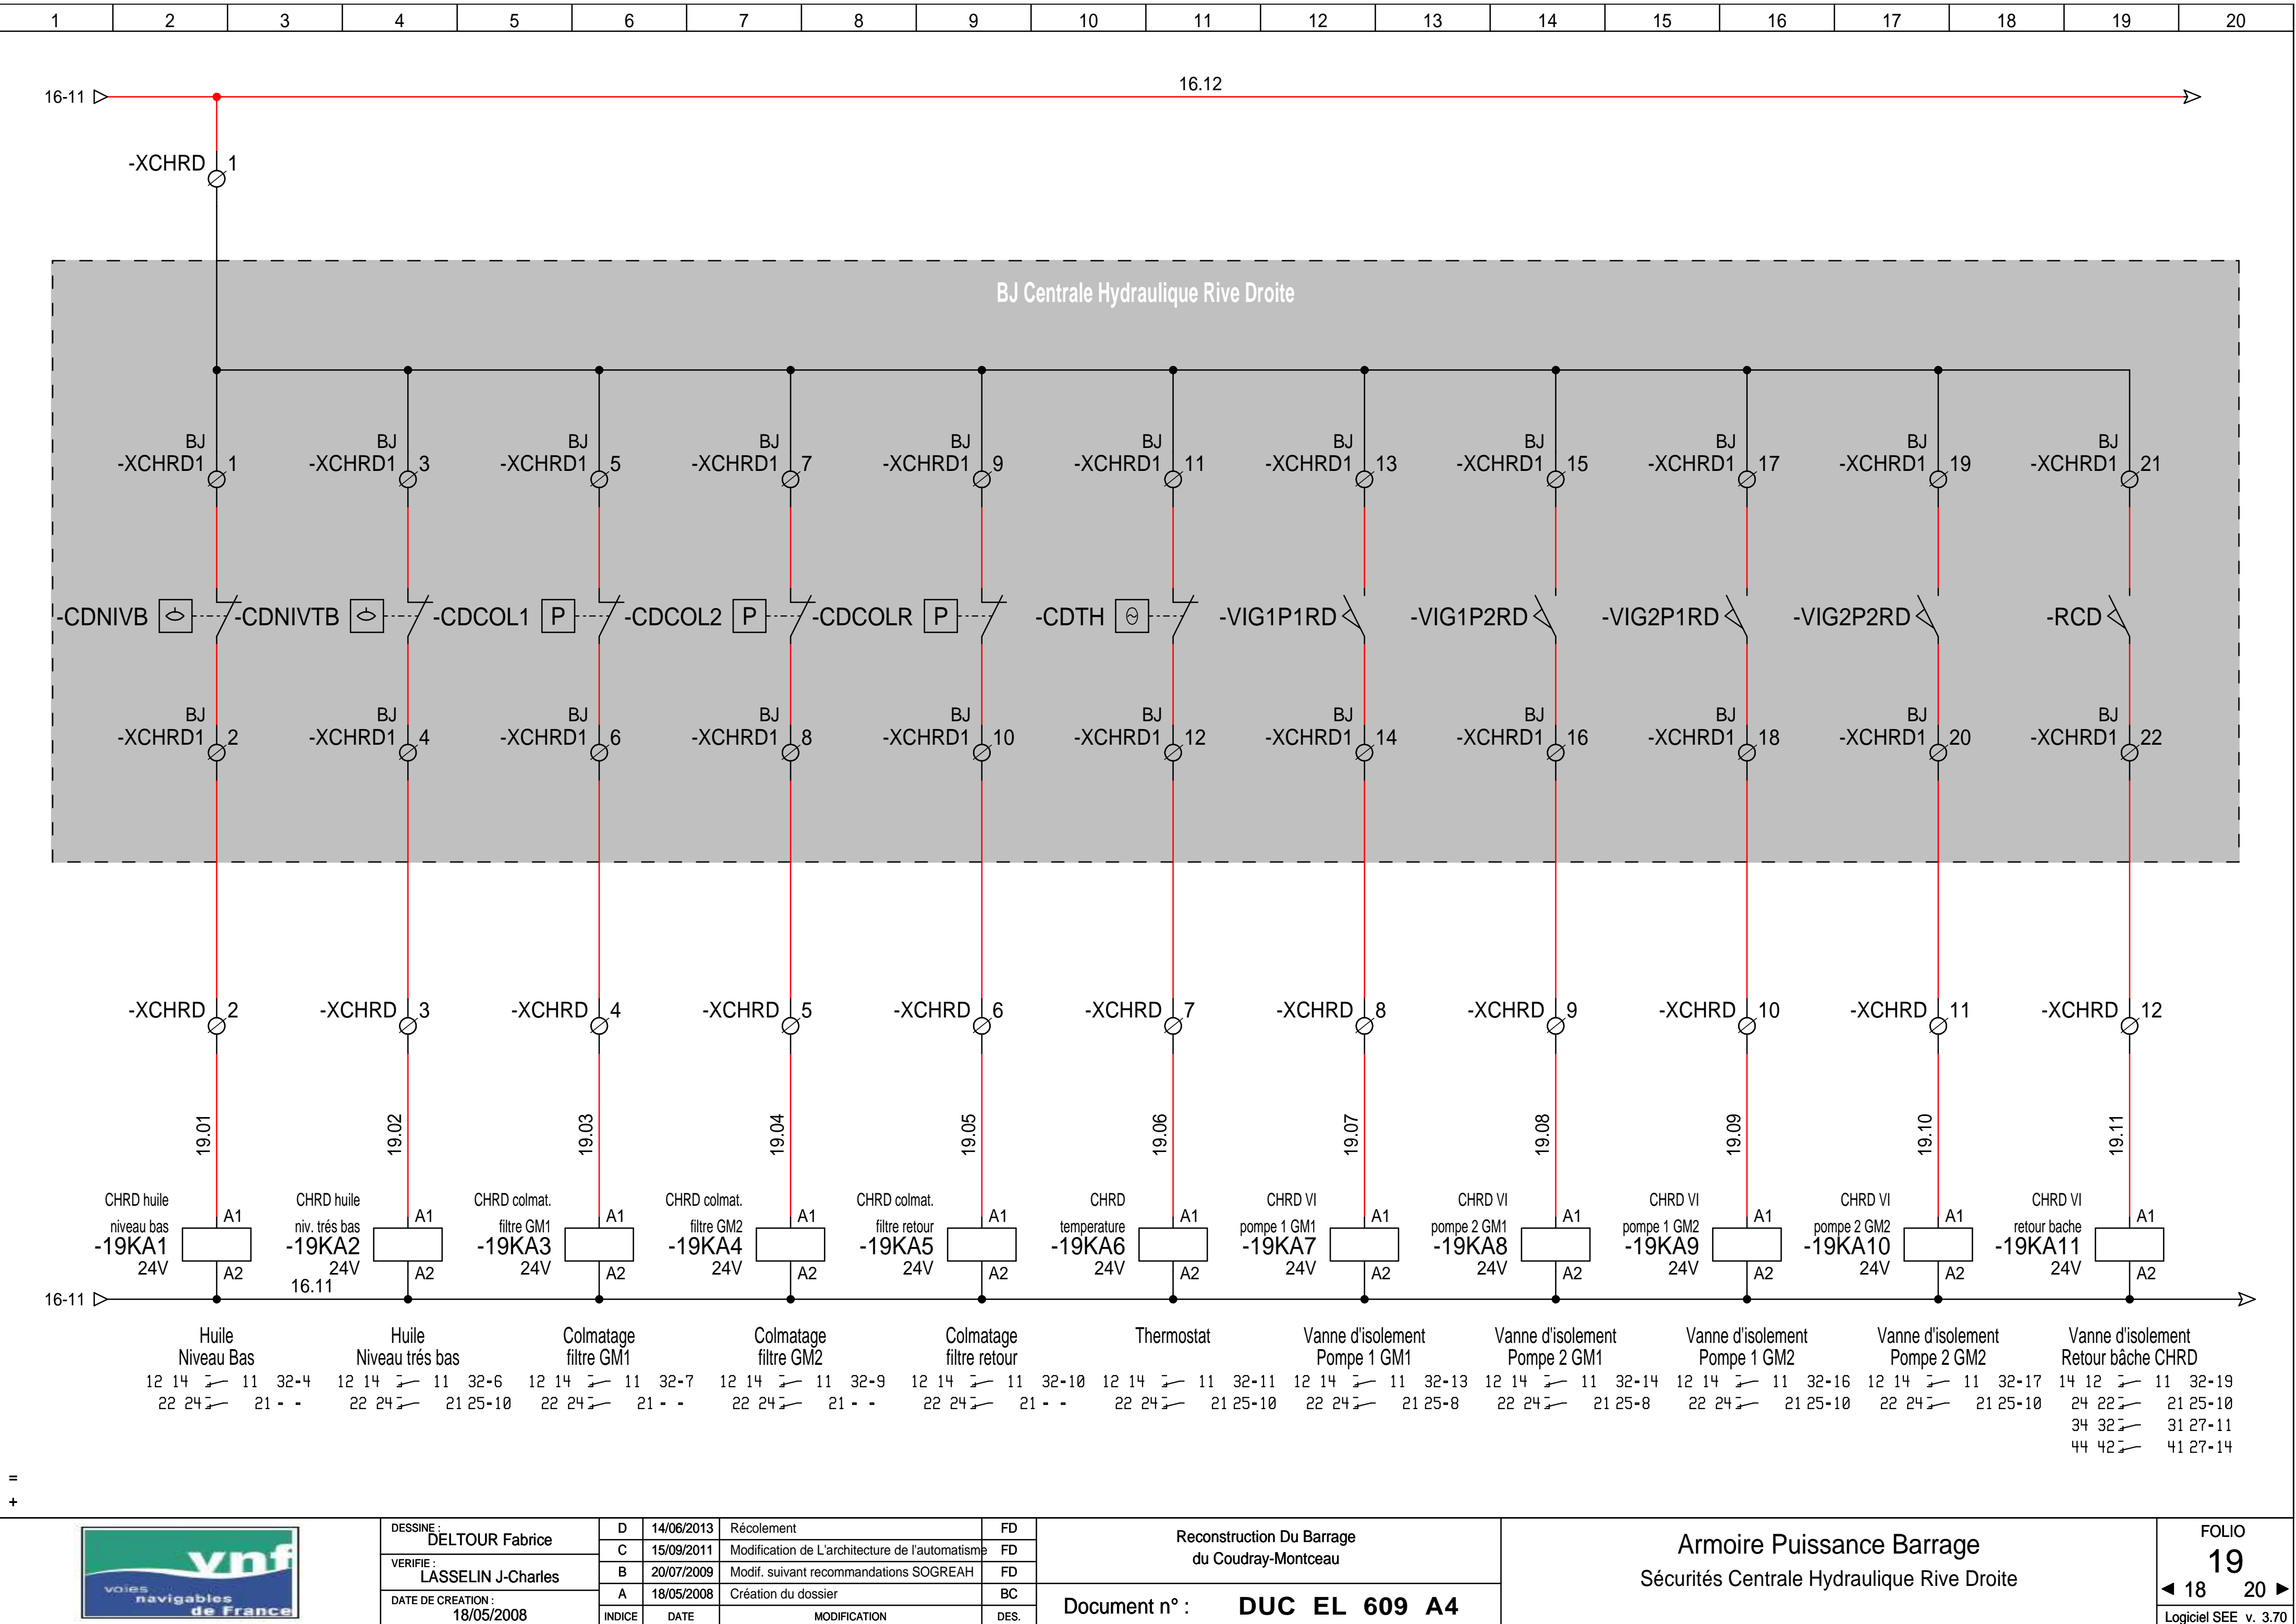 1 2 3 4 5 6 7 8 9 10 11 12 13 14 15 16 17 18 19 20
16-11 16.12
-XCHRD 1
BJ Centrale Hydraulique Rive Droite
BJ BJ BJ BJ BJ BJ BJ BJ BJ BJ BJ
-XCHRD1 1 -XCHRD1 3 -XCHRD1 5 -XCHRD1 7 -XCHRD1 9 -XCHRD1 11 -XCHRD1 13 -XCHRD1 15 -XCHRD1 17 -XCHRD1 19 -XCHRD1 21
-CDNIVB -CDNIVTB -CDCOL1 P -CDCOL2 P -CDCOLR P -CDTH -VIG1P1RD -VIG1P2RD -VIG2P1RD -VIG2P2RD -RCD
BJ BJ BJ BJ BJ BJ BJ BJ BJ BJ BJ
-XCHRD1 2 -XCHRD1 4 -XCHRD1 6 -XCHRD1 8 -XCHRD1 10 -XCHRD1 12 -XCHRD1 14 -XCHRD1 16 -XCHRD1 18 -XCHRD1 20 -XCHRD1 22
-XCHRD 2 -XCHRD 3 -XCHRD 4 -XCHRD 5 -XCHRD 6 -XCHRD 7 -XCHRD 8 -XCHRD 9 -XCHRD 10 -XCHRD 11 -XCHRD 12
19.01 19.02 19.03 19.04 19.05 19.06 19.07 19.08 19.09 19.10 19.11
CHRD huile CHRD huile CHRD colmat. CHRD colmat. CHRD colmat. CHRD CHRD VI CHRD VI CHRD VI CHRD VI CHRD VI
A1 A1 A1 A1 A1 A1 A1 A1 A1 A1 A1
niveau bas niv. trés bas filtre GM1 filtre GM2 filtre retour temperature pompe 1 GM1 pompe 2 GM1 pompe 1 GM2 pompe 2 GM2 retour bache
-19KA1 -19KA2 -19KA3 -19KA4 -19KA5 -19KA6 -19KA7 -19KA8 -19KA9 -19KA10 -19KA11
24V 24V 24V 24V 24V 24V 24V 24V 24V 24V 24V
A2 A2 A2 A2 A2 A2 A2 A2 A2 A2 A2
16-11 16.11
Huile Huile Colmatage Colmatage Colmatage Thermostat Vanne d'isolement Vanne d'isolement Vanne d'isolement Vanne d'isolement Vanne d'isolement
Niveau Bas Niveau trés bas filtre GM1 filtre GM2 filtre retour Pompe 1 GM1 Pompe 2 GM1 Pompe 1 GM2 Pompe 2 GM2 Retour bâche CHRD
12 14 11 32-4 12 14 11 32-6 12 14 11 32-7 12 14 11 32-9 12 14 11 32-10 12 14 11 32-11 12 14 11 32-13 12 14 11 32-14 12 14 11 32-16 12 14 11 32-17 14 12 11 32-19
22 24 21 - - 22 24 21 25-10 22 24 21 - - 22 24 21 - - 22 24 21 - - 22 24 21 25-10 22 24 21 25-8 22 24 21 25-8 22 24 21 25-10 22 24 21 25-10 24 22 21 25-10
34 32 31 27-11
44 42 41 27-14
=
+
vnf
voies
navigables
de France
DESSINE :
DELTOUR Fabrice
VERIFIE :
LASSELIN J-Charles
DATE DE CREATION :
18/05/2008
D 14/06/2013 Récolement FD
C 15/09/2011 Modification de L'architecture de l'automatisme FD
B 20/07/2009 Modif. suivant recommandations SOGREAH FD
A 18/05/2008 Création du dossier BC
INDICE DATE MODIFICATION DES.
Reconstruction Du Barrage
du Coudray-Montceau
Document n° : DUC EL 609 A4
Armoire Puissance Barrage
Sécurités Centrale Hydraulique Rive Droite
FOLIO
19
◄ 18 20 ►
Logiciel SEE v. 3.70